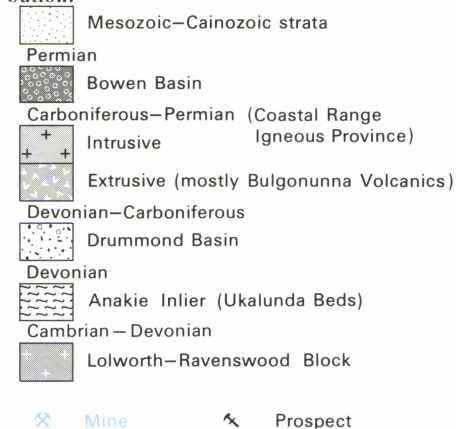 bution.
Mesozoic–Cainozoic strata
Permian
Bowen Basin
Carboniferous–Permian (Coastal Range
Igneous Province)
Intrusive
Extrusive (mostly Bulgonunna Volcanics)
Devonian–Carboniferous
Drummond Basin
Devonian
Anakie Inlier (Ukalunda Beds)
Cambrian – Devonian
Lolworth–Ravenswood Block
Mine Prospect